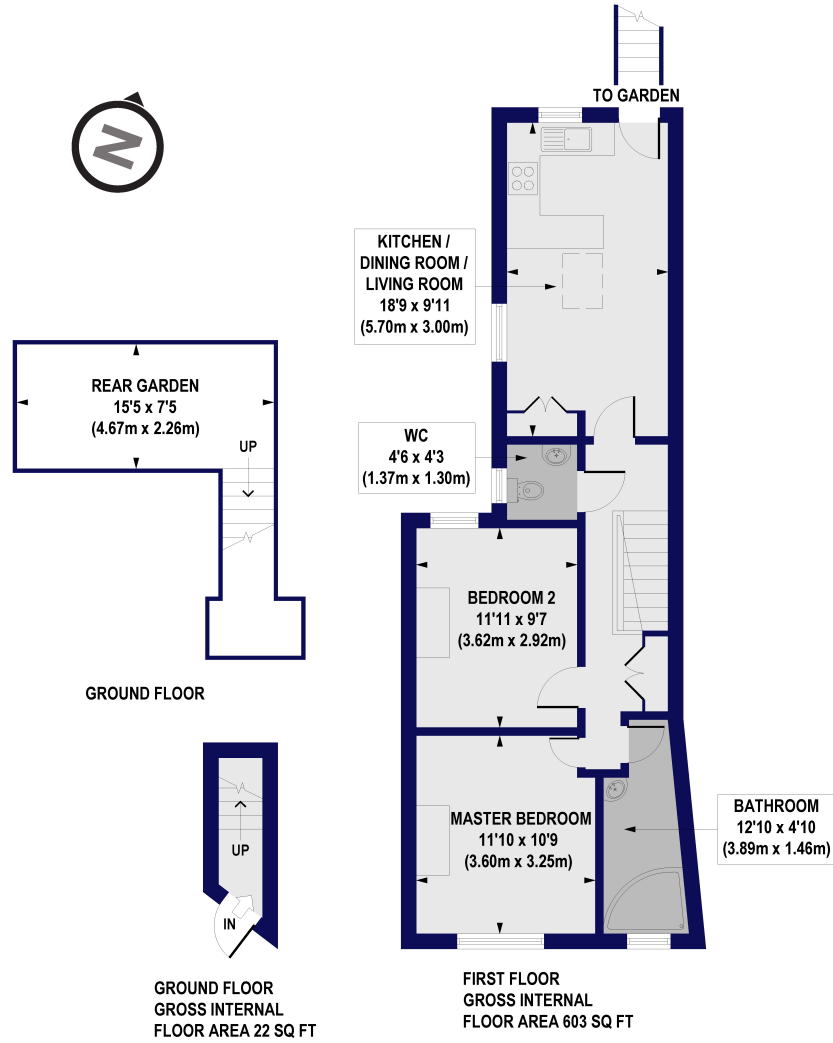 TO GARDEN
N
KITCHEN /
DINING ROOM /
LIVING ROOM
18'9 x 9'11
(5.70m x 3.00m)
REAR GARDEN
15'5 x 7'5
(4.67m x 2.26m)
UP
WC
4'6 x 4'3
(1.37m x 1.30m)
BEDROOM 2
11'11 x 9'7
(3.62m x 2.92m)
GROUND FLOOR
MASTER BEDROOM
11'10 x 10'9
(3.60m x 3.25m)
BATHROOM
12'10 x 4'10
(3.89m x 1.46m)
UP
IN
GROUND FLOOR
GROSS INTERNAL
FLOOR AREA 22 SQ FT
FIRST FLOOR
GROSS INTERNAL
FLOOR AREA 603 SQ FT